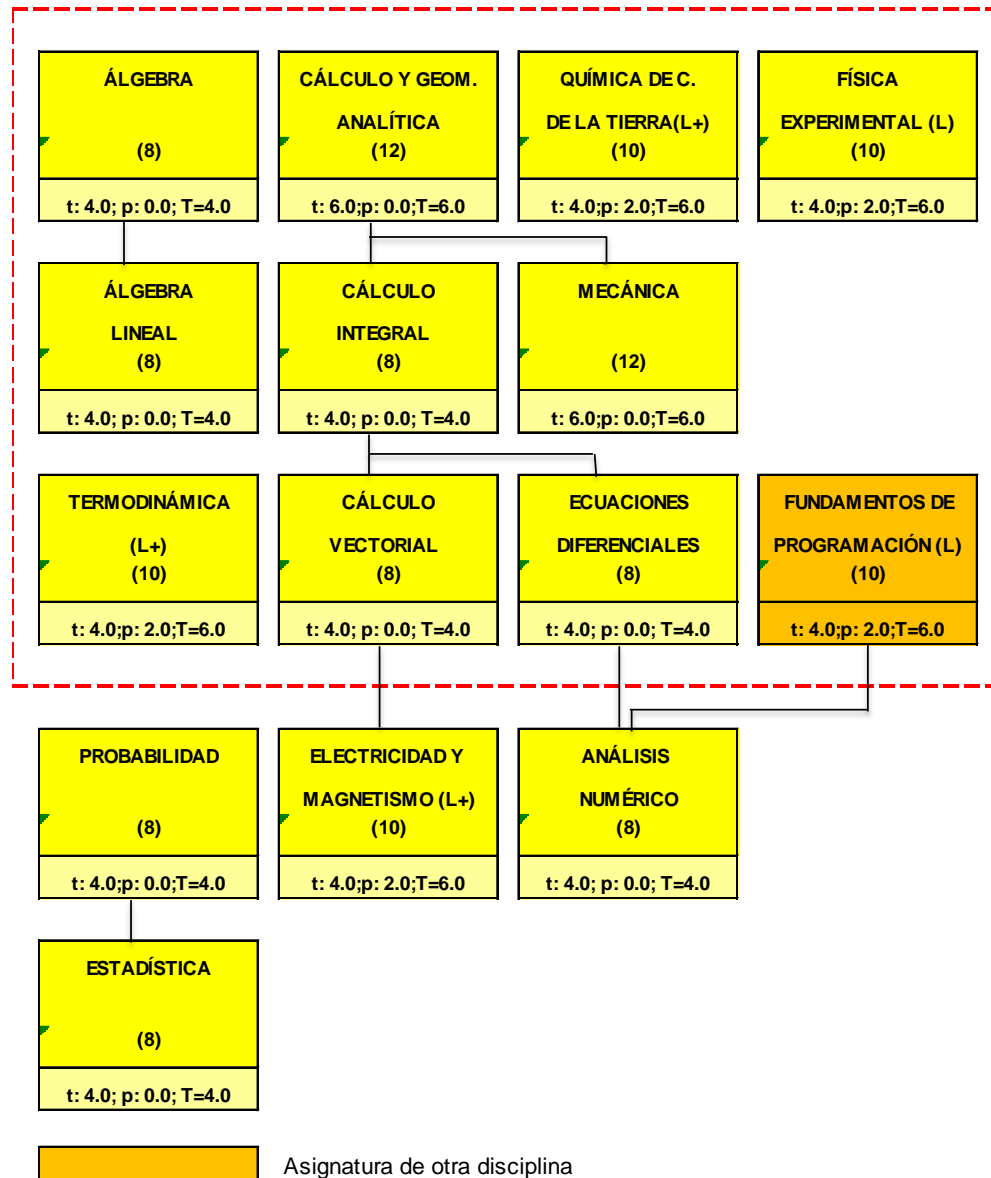 ÁLGEBRA
(8)
t: 4.0; p: 0.0; T=4.0
CÁLCULO Y GEOM.
ANALÍTICA
(12)
t: 6.0;p: 0.0;T=6.0
QUÍMICA DE C.
DE LA TIERRA(L+)
(10)
t: 4.0;p: 2.0;T=6.0
FÍSICA
EXPERIMENTAL (L)
(10)
t: 4.0;p: 2.0;T=6.0
ÁLGEBRA
LINEAL
(8)
t: 4.0; p: 0.0; T=4.0
CÁLCULO
INTEGRAL
(8)
t: 4.0; p: 0.0; T=4.0
MECÁNICA
(12)
t: 6.0;p: 0.0;T=6.0
TERMODINÁMICA
(L+)
(10)
t: 4.0;p: 2.0;T=6.0
CÁLCULO
VECTORIAL
(8)
t: 4.0; p: 0.0; T=4.0
ECUACIONES
DIFERENCIALES
(8)
t: 4.0; p: 0.0; T=4.0
FUNDAMENTOS DE
PROGRAMACIÓN (L)
(10)
t: 4.0;p: 2.0;T=6.0
PROBABILIDAD
(8)
t: 4.0;p: 0.0;T=4.0
ELECTRICIDAD Y
MAGNETISMO (L+)
(10)
t: 4.0;p: 2.0;T=6.0
ANÁLISIS
NUMÉRICO
(8)
t: 4.0; p: 0.0; T=4.0
ESTADÍSTICA
(8)
t: 4.0; p: 0.0; T=4.0
Asignatura de otra disciplina